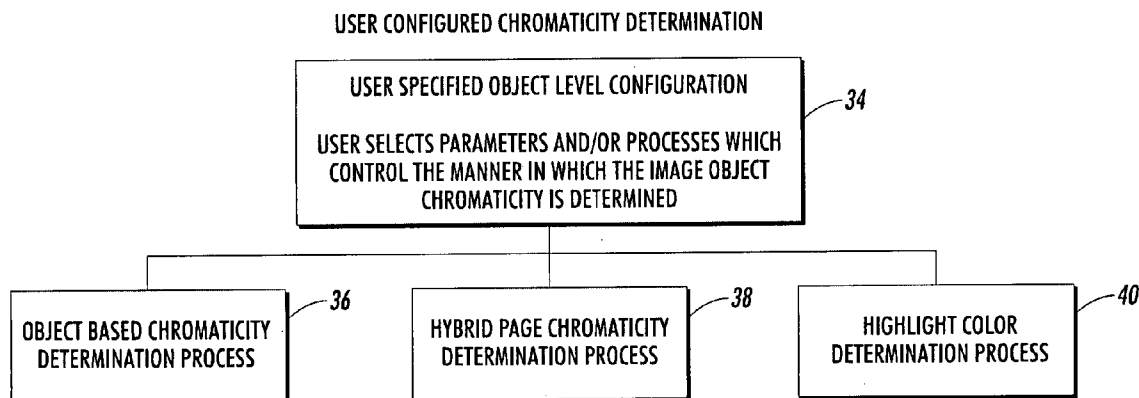 USER CONFIGURED CHROMATICITY DETERMINATION
USER SPECIFIED OBJECT LEVEL CONFIGURATION
34
USER SELECTS PARAMETERS AND/OR PROCESSES WHICH
CONTROL THE MANNER IN WHICH THE IMAGE OBJECT
CHROMATICITY IS DETERMINED
OBJECT BASED CHROMATICITY
DETERMINATION PROCESS
36
HYBRID PAGE CHROMATICITY
DETERMINATION PROCESS
38
HIGHLIGHT COLOR
DETERMINATION PROCESS
40